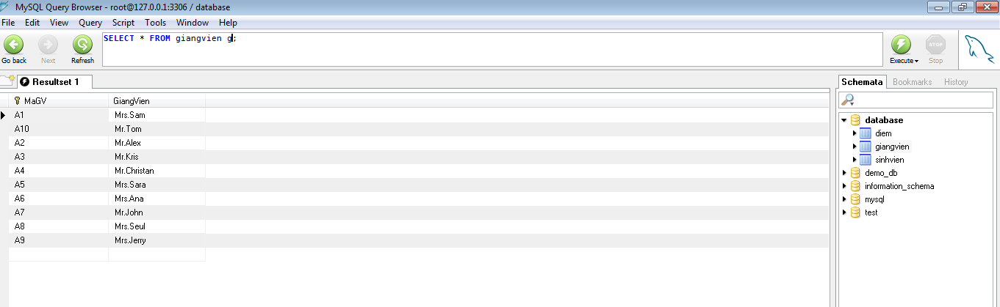 MySQL Query Browser - root@127.0.0.1:3306 / database
File Edit View Query Script Tools Window Help
SELECT * FROM giangvien g;
Go back Next Refresh Execute STOP Stop
Resultset 1
Schemata Bookmarks History
MaGV GiangVien
A1 Mrs.Sam
A10 Mr.Tom
A2 Mr.Alex
A3 Mr.Kris
A4 Mr.Christan
A5 Mrs.Sara
A6 Mrs.Ana
A7 Mr.John
A8 Mrs.Seul
A9 Mrs.Jerry
database
diem
giangvien
sinhvien
demo_db
information_schema
mysql
test